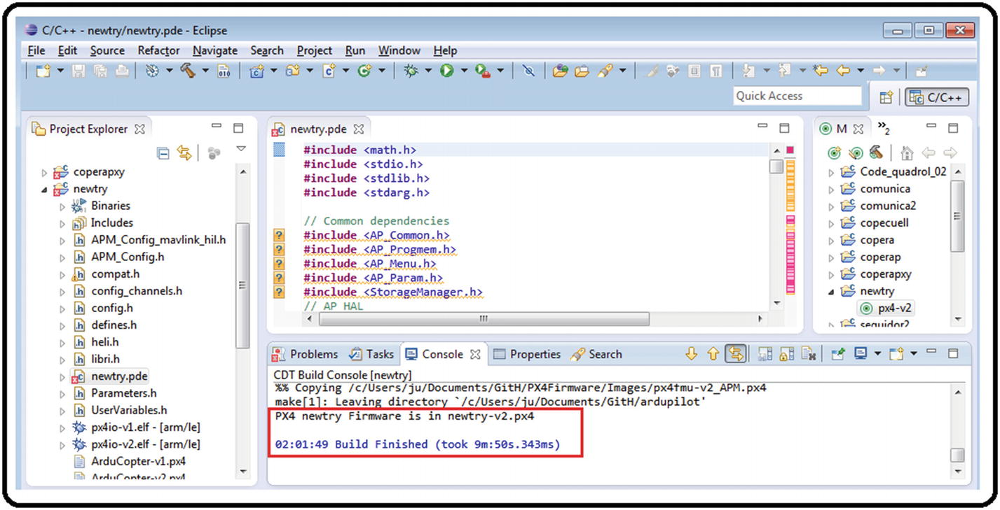 C/C++ - newtry/newtry.pde - Eclipse
File Edit Source Refactor Navigate Search Project Run Window Help
Quick Access
C/C++
Project Explorer
coperapxy
newtry
Binaries
Includes
APM_Config_mavlink_hil.h
APM_Config.h
compat.h
config_channels.h
config.h
defines.h
heli.h
libri.h
newtry.pde
Parameters.h
UserVariables.h
px4io-v1.elf - [arm/le]
px4io-v2.elf - [arm/le]
ArduCopter-v1.px4
ArduCopter-v2.px4
newtry.pde
#include <math.h>
#include <stdio.h>
#include <stdlib.h>
#include <stdarg.h>
// Common dependencies
#include <AP_Common.h>
#include <AP_Progmem.h>
#include <AP_Menu.h>
#include <AP_Param.h>
#include <StorageManager.h>
// AP HAL
M
»2
Code_quadrol_02
comunica
comunica2
copecuell
copera
coperap
coperapxy
newtry
px4-v2
seguidor2
Problems Tasks Console Properties Search
CDT Build Console [newtry]
%% Copying /c/Users/ju/Documents/GitH/PX4Firmware/Images/px4fmu-v2_APM.px4
make[1]: Leaving directory `/c/Users/ju/Documents/GitH/ardupilot'
PX4 newtry Firmware is in newtry-v2.px4
02:01:49 Build Finished (took 9m:50s.343ms)